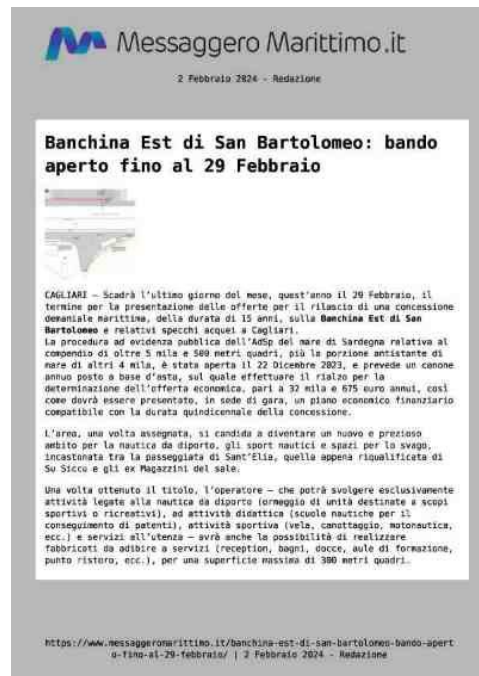 Messaggero Marittimo.it
2 Febbraio 2024 - Redazione
Banchina Est di San Bartolomeo: bando
aperto fino al 29 Febbraio
CAGLIARI – Scadrà l'ultimo giorno del mese, quest'anno il 29 Febbraio, il
termine per la presentazione delle offerte per il rilascio di una concessione
demaniale marittima, della durata di 15 anni, sulla Banchina Est di San
Bartolomeo e relativi specchi acquei a Cagliari.
La procedura ad evidenza pubblica dell'AdSp del mare di Sardegna relativa al
compendio di oltre 5 mila e 500 metri quadri, più la porzione antistante di
mare di altri 4 mila, è stata aperta il 22 Dicembre 2023, e prevede un canone
annuo posto a base d'asta, sul quale effettuare il rialzo per la
determinazione dell'offerta economica, pari a 32 mila e 675 euro annui, così
come dovrà essere presentato, in sede di gara, un piano economico finanziario
compatibile con la durata quindicennale della concessione.
L'area, una volta assegnata, si candida a diventare un nuovo e prezioso
ambito per la nautica da diporto, gli sport nautici e spazi per lo svago,
incastonata tra la passeggiata di Sant'Elia, quella appena riqualificata di
Su Siccu e gli ex Magazzini del sale.
Una volta ottenuto il titolo, l'operatore – che potrà svolgere esclusivamente
attività legate alla nautica da diporto (ormeggio di unità destinate a scopi
sportivi o ricreativi), ad attività didattica (scuole nautiche per il
conseguimento di patenti), attività sportiva (vela, canottaggio, motonautica,
ecc.) e servizi all'utenza – avrà anche la possibilità di realizzare
fabbricati da adibire a servizi (reception, bagni, docce, aule di formazione,
punto ristoro, ecc.), per una superficie massima di 300 metri quadri.
https://www.messaggeromarittimo.it/banchina-est-di-san-bartolomeo-bando-apert
o-fino-al-29-febbraio/ | 2 Febbraio 2024 - Redazione